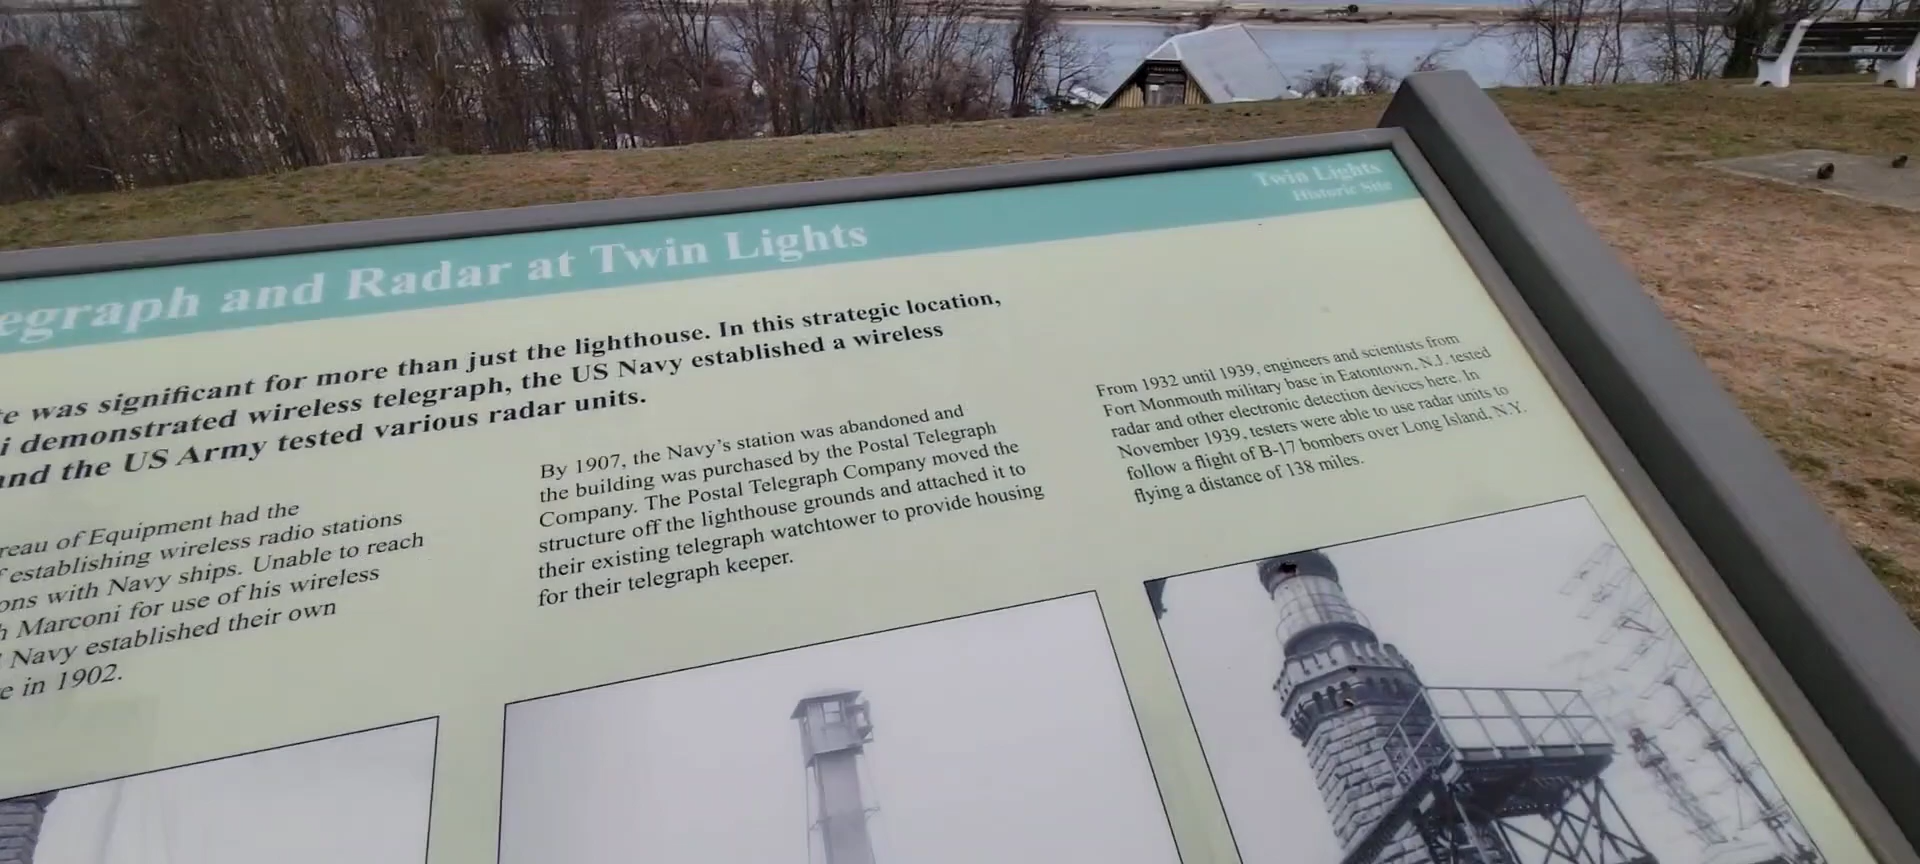 Twin Lights
Historic Site
egraph and Radar at Twin Lights
was significant for more than just the lighthouse. In this strategic location,
demonstrated wireless telegraph, the US Navy established a wireless
and the US Army tested various radar units.
reau of Equipment had the
establishing wireless radio stations
ons with Navy ships. Unable to reach
Marconi for use of his wireless
Navy established their own
e in 1902.
By 1907, the Navy's station was abandoned and
the building was purchased by the Postal Telegraph
Company. The Postal Telegraph Company moved the
structure off the lighthouse grounds and attached it to
their existing telegraph watchtower to provide housing
for their telegraph keeper.
From 1932 until 1939, engineers and scientists from
Fort Monmouth military base in Eatontown, N.J. tested
radar and other electronic detection devices here. In
November 1939, testers were able to use radar units to
follow a flight of B-17 bombers over Long Island, N.Y.
flying a distance of 138 miles.